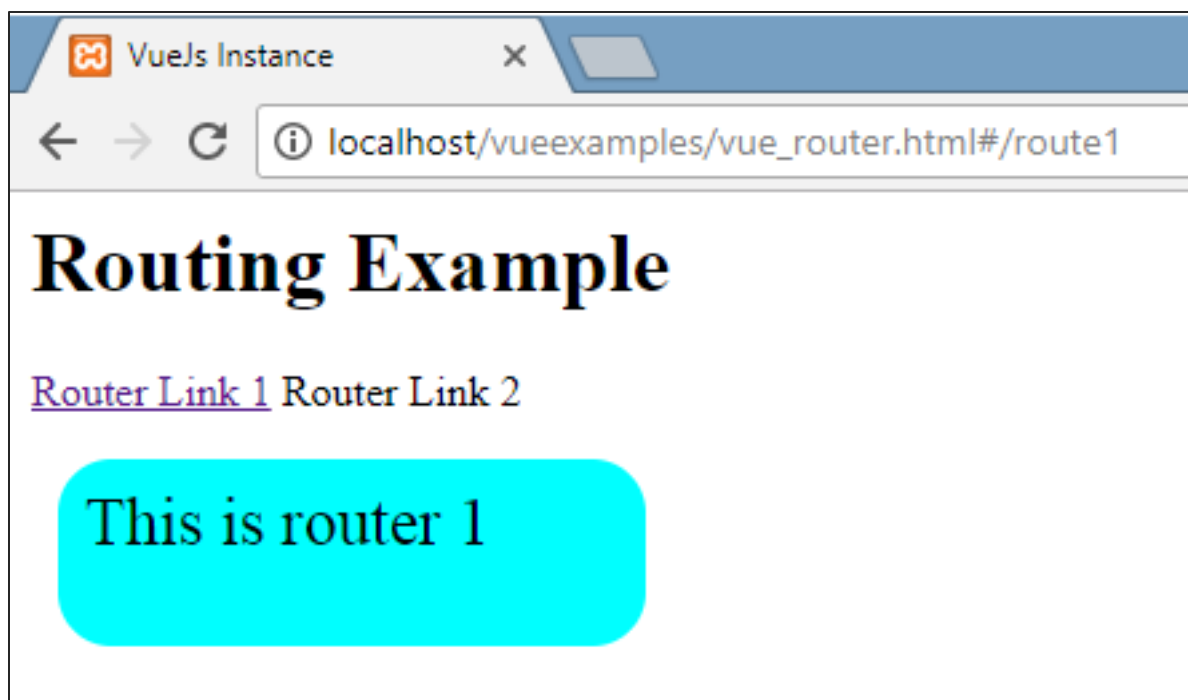 VueJs Instance
localhost/vueexamples/vue_router.html#/route1
Routing Example
Router Link 1 Router Link 2
This is router 1